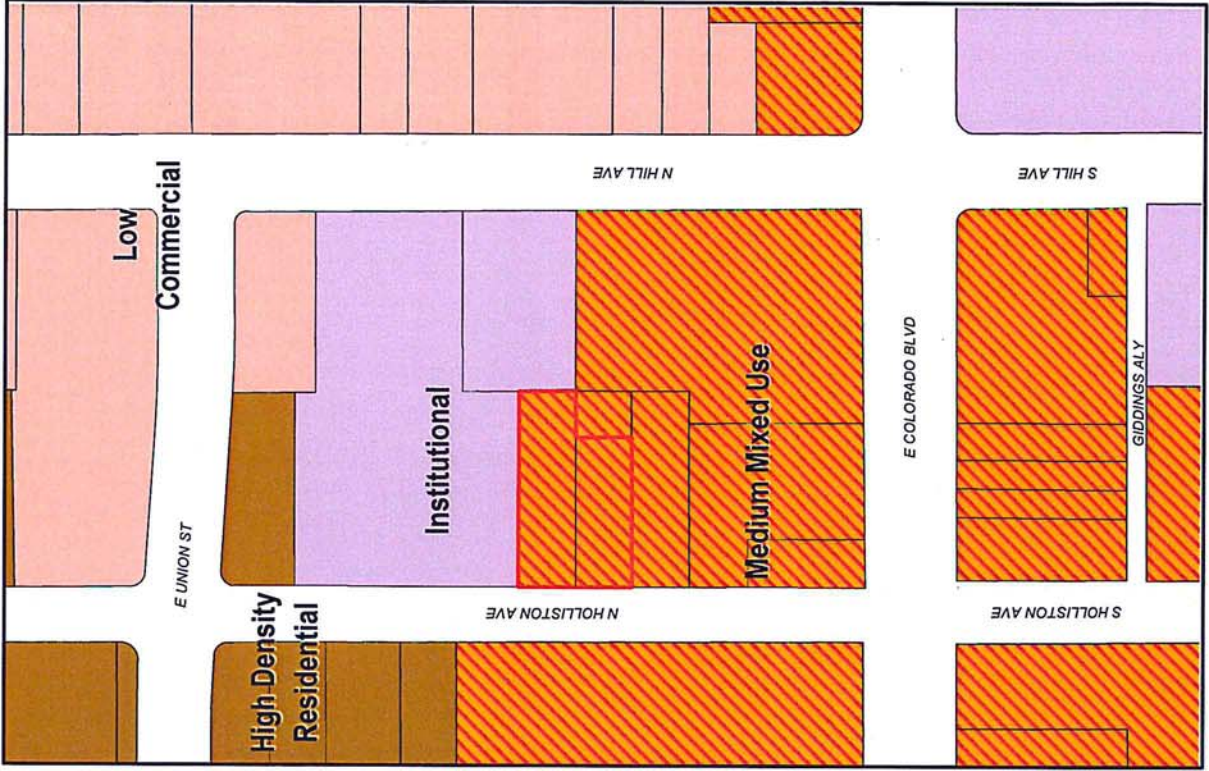 Low
Commercial
N HILL AVE
S HILL AVE
E UNION ST
Institutional
Medium Mixed Use
E COLORADO BLVD
GIDDINGS ALY
High Density
Residential
N HOLLISTON AVE
S HOLLISTON AVE